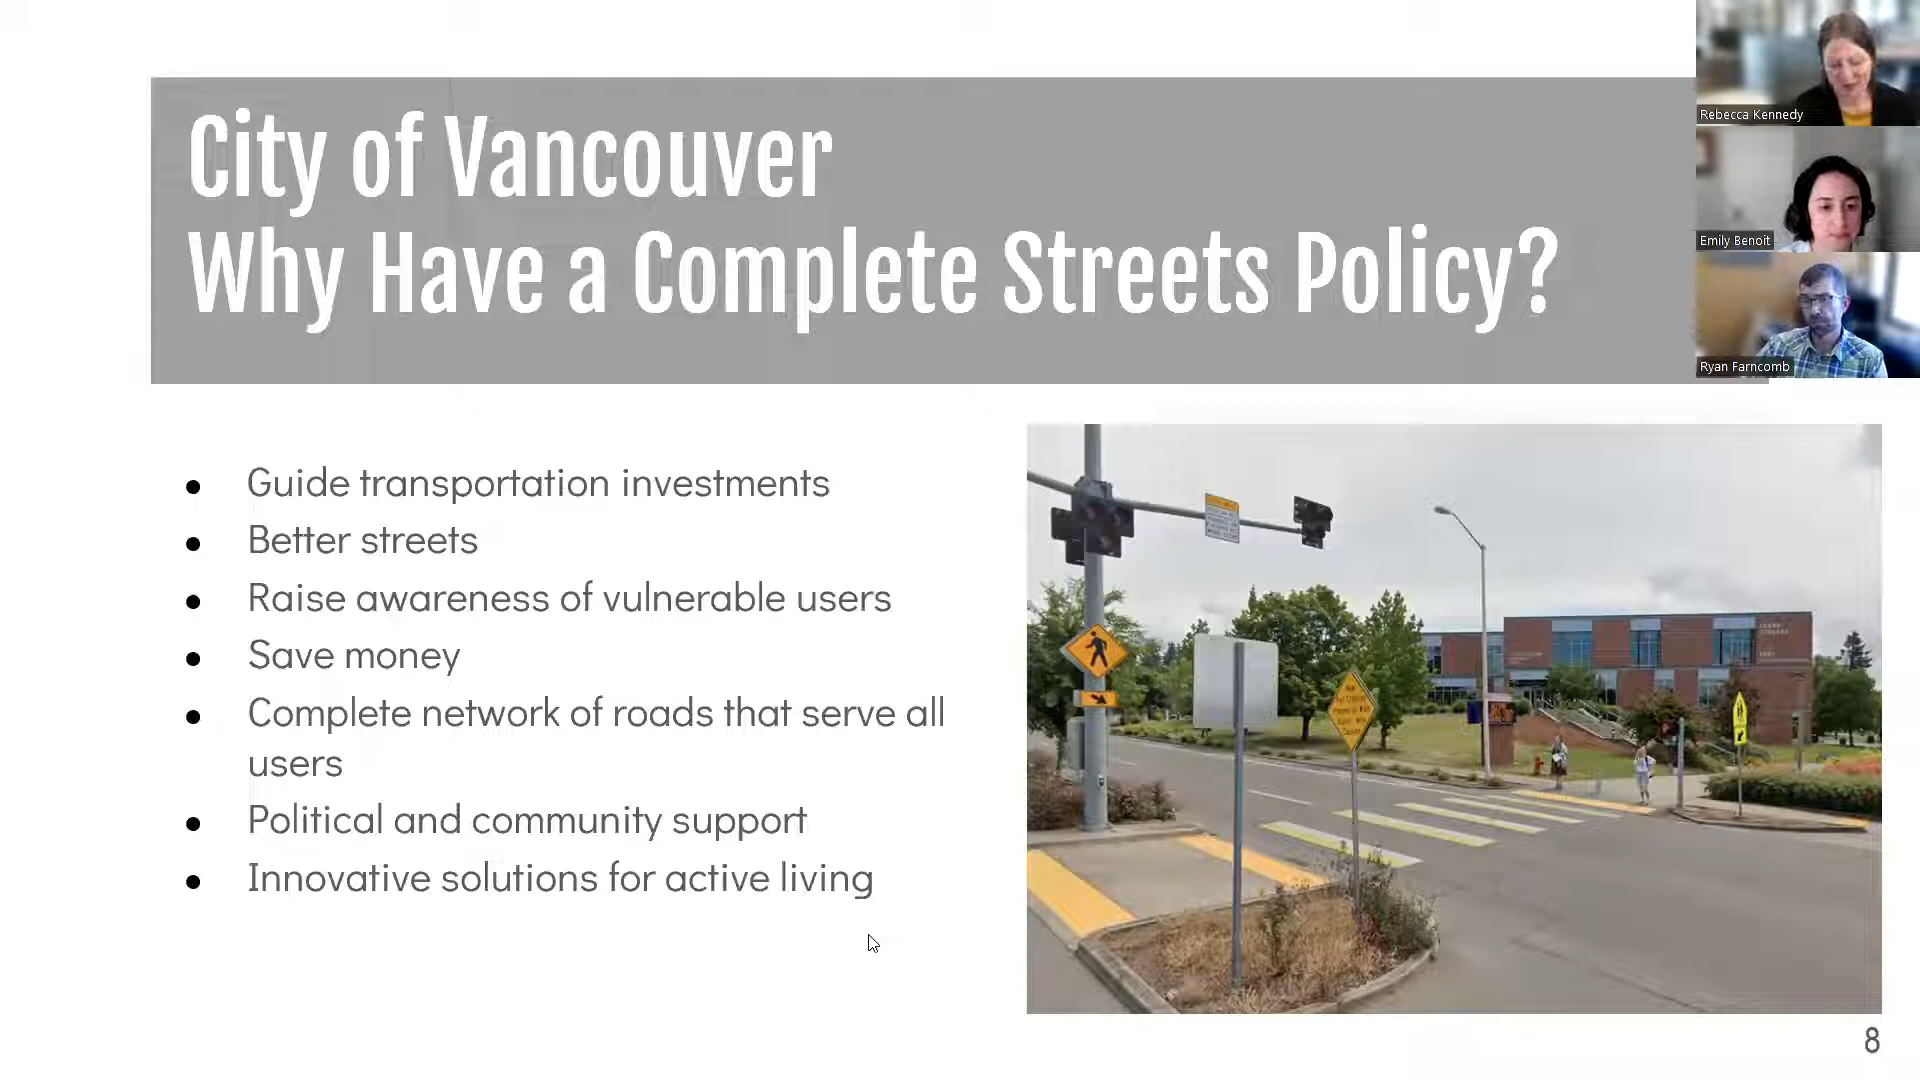 City of Vancouver
Why Have a Complete Streets Policy?
Rebecca Kennedy
Emily Benoit
Ryan Farncomb
● Guide transportation investments
● Better streets
● Raise awareness of vulnerable users
● Save money
● Complete network of roads that serve all
users
● Political and community support
● Innovative solutions for active living
8